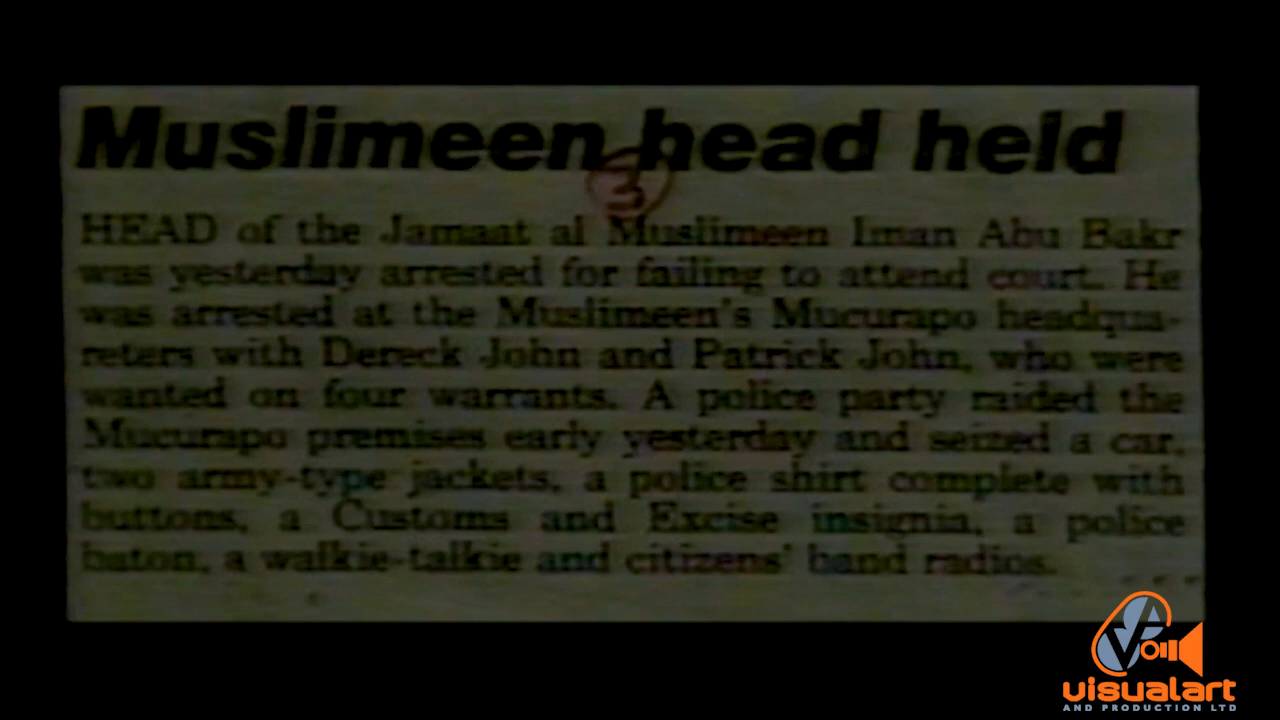 Muslimeen head held
3
HEAD of the Jamaat al Muslimeen Iman Abu Bakr
was yesterday arrested for failing to attend court. He
was arrested at the Muslimeen's Mucurapo headqua-
reters with Dereck John and Patrick John, who were
wanted on four warrants. A police party raided the
Mucurapo premises early yesterday and seized a car,
two army-type jackets, a police shirt complete with
buttons, a Customs and Excise insignia, a police
baton, a walkie-talkie and citizens' band radios.
VA
visualart
AND PRODUCTION LTD